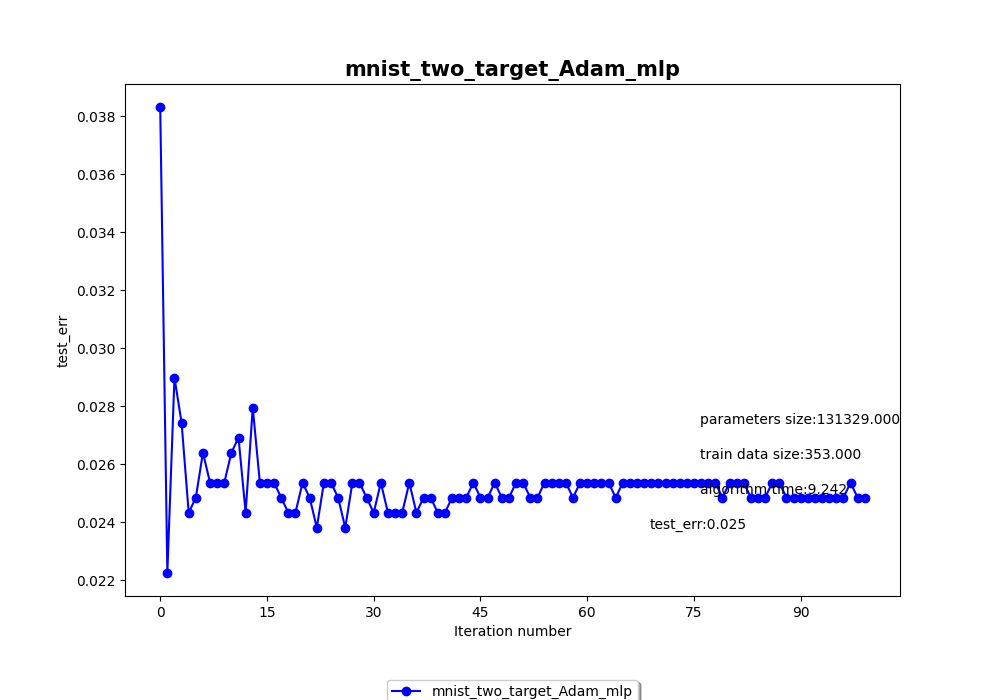 mnist_two_target_Adam_mlp
0.038
0.036
0.034
0.032
0.030
0.028
0.026
0.024
0.022
test_err
parameters size:131329.000
train data size:353.000
algorithm time:9.242
test_err:0.025
0 15 30 45 60 75 90
Iteration number
mnist_two_target_Adam_mlp